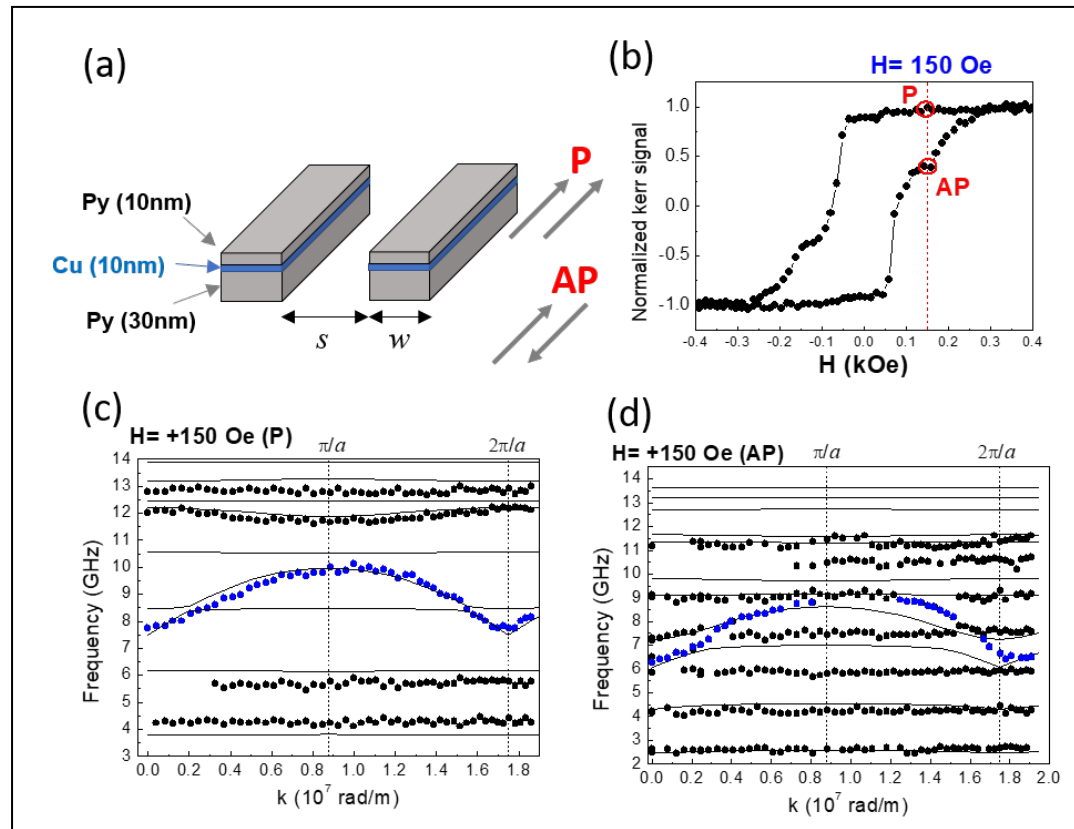 (a)
Py (10nm)
Cu (10nm)
Py (30nm)
s
w
P
AP
(b)
H= 150 Oe
P
AP
Normalized kerr signal
1.0
0.5
0.0
-0.5
-1.0
-0.4 -0.3 -0.2 -0.1 0.0 0.1 0.2 0.3 0.4
H (kOe)
(c)
H= +150 Oe (P)
π/a
2π/a
Frequency (GHz)
14
13
12
11
10
9
8
7
6
5
4
3
0.0 0.2 0.4 0.6 0.8 1.0 1.2 1.4 1.6 1.8
k (10⁷ rad/m)
(d)
H= +150 Oe (AP)
π/a
2π/a
Frequency (GHz)
14
13
12
11
10
9
8
7
6
5
4
3
2
0.0 0.2 0.4 0.6 0.8 1.0 1.2 1.4 1.6 1.8 2.0
k (10⁷ rad/m)